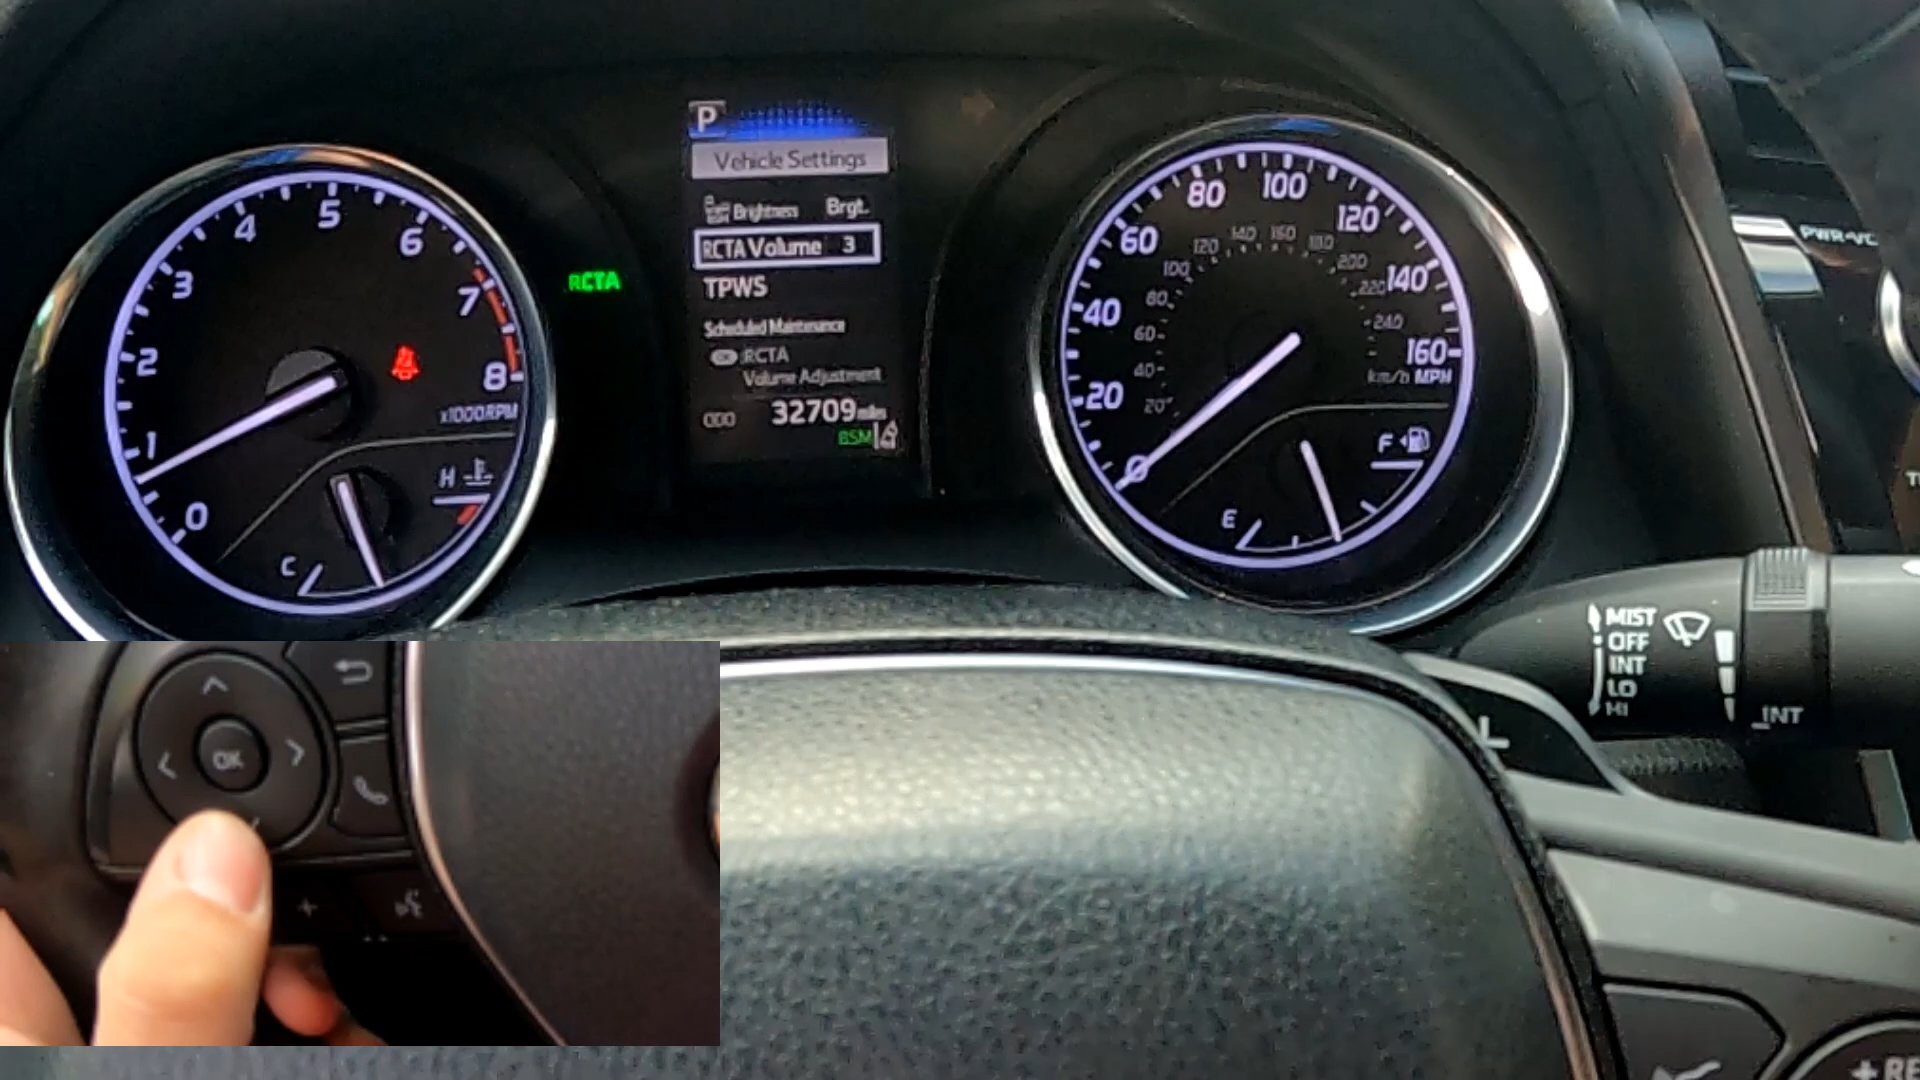 P
Vehicle Settings
Brightness Brgt.
RCTA Volume 3
TPWS
Scheduled Maintenance
OK :RCTA
Volume Adjustment
ODO 32709 miles
BSM
RCTA
0
1
2
3
4
5
6
7
8
x1000RPM
C
H
0
20
40
60
80
100
120
140
160
20
40
60
80
100
120
140
160
180
200
220
240
km/h MPH
E
F
PWR
MIST
OFF
INT
LO
HI
INT
OK
+
+
+RE